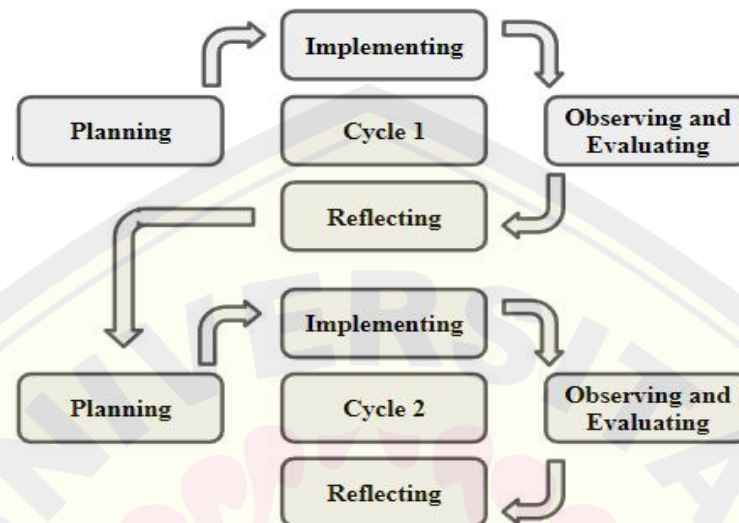 Implementing
Planning
Cycle 1
Observing and
Evaluating
Reflecting
Implementing
Planning
Cycle 2
Observing and
Evaluating
Reflecting